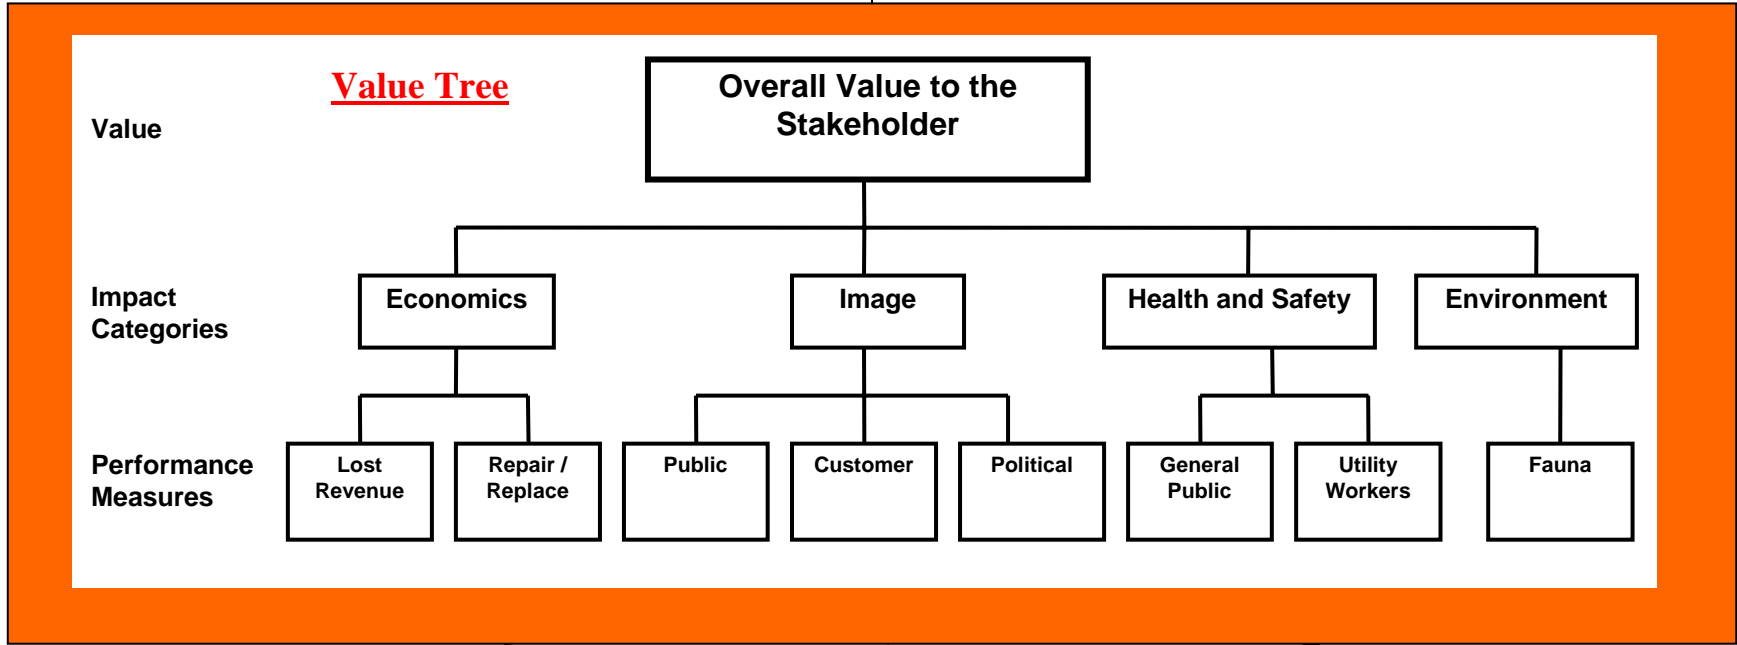 Value Tree
Overall Value to the
Stakeholder
Value
Impact
Categories
Economics
Image
Health and Safety
Environment
Performance
Measures
Lost
Revenue
Repair /
Replace
Public
Customer
Political
General
Public
Utility
Workers
Fauna